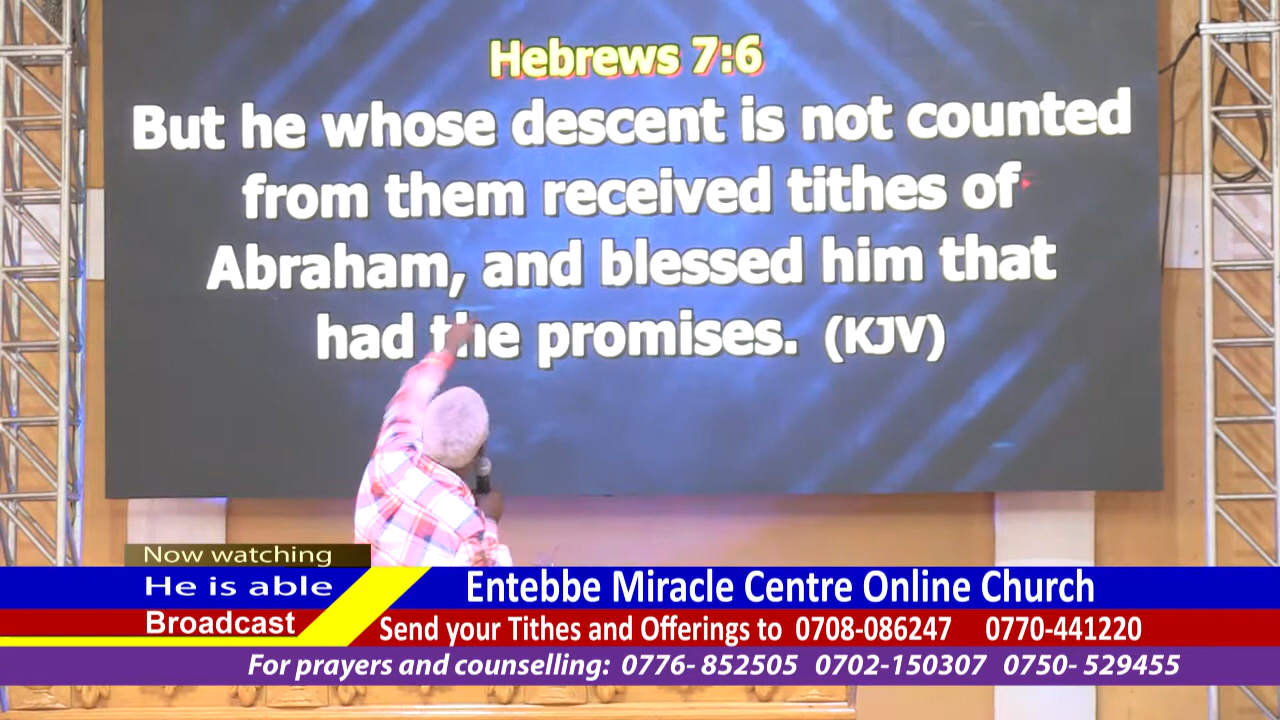 Hebrews 7:6
But he whose descent is not counted
from them received tithes of
Abraham, and blessed him that
had the promises. (KJV)
Now watching
He is able
Broadcast
Entebbe Miracle Centre Online Church
Send your Tithes and Offerings to 0708-086247 0770-441220
For prayers and counselling: 0776- 852505 0702-150307 0750- 529455